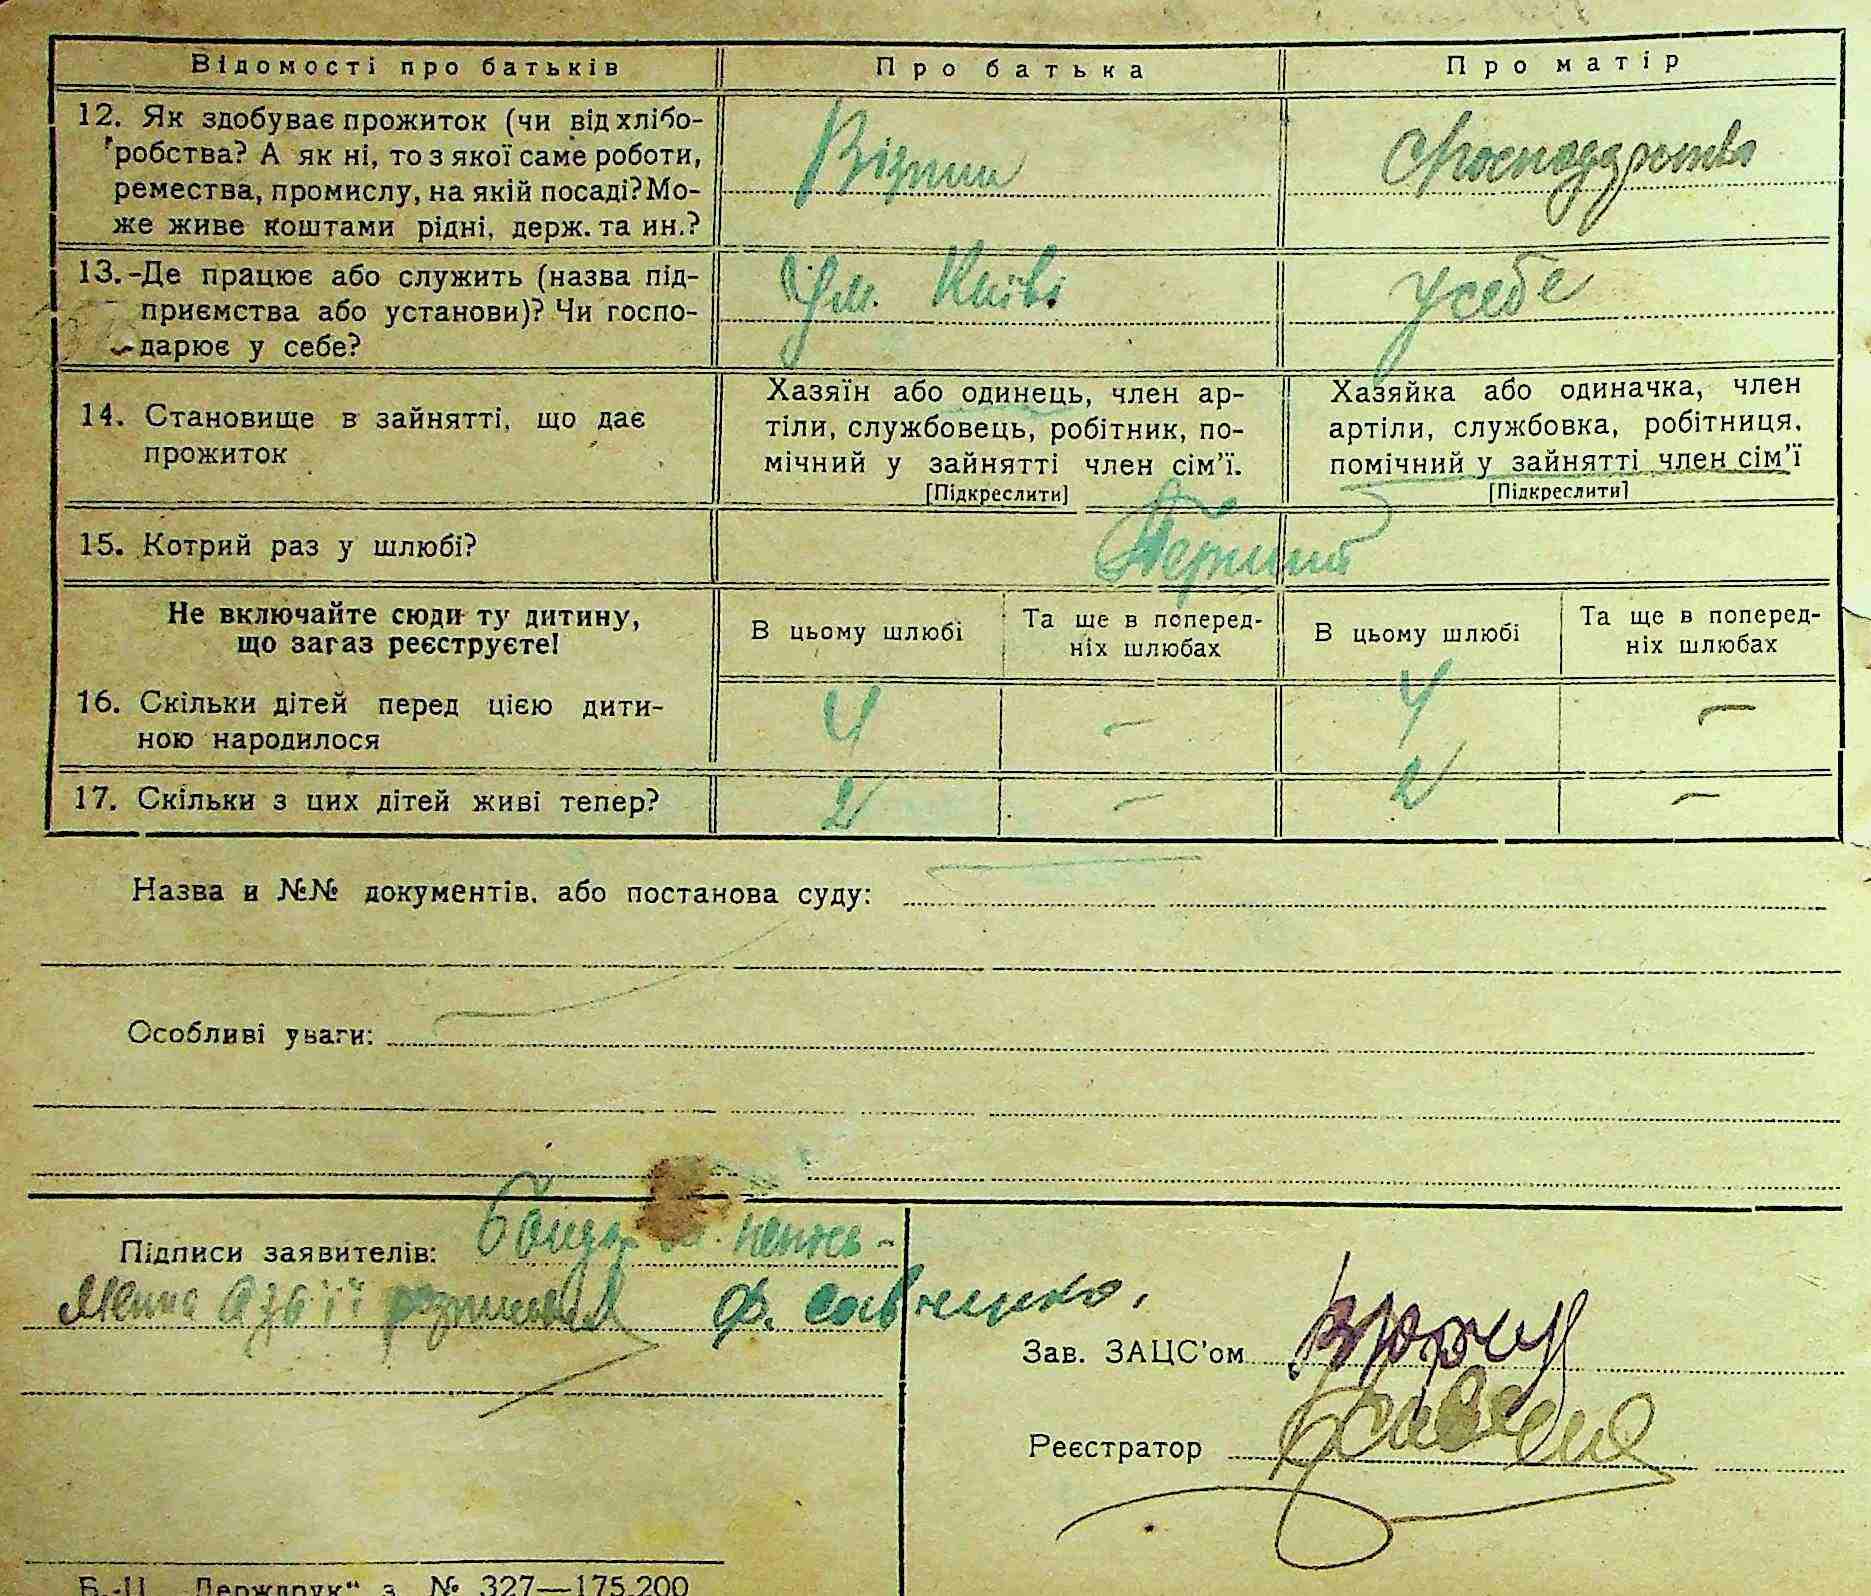 Відомості про батьків
Про батька
Про матір
12. Як здобуває прожиток (чи від хлібо-
робства? А як ні, то з якої саме роботи,
ремества, промислу, на якій посаді? Мо-
же живе коштами рідні, держ. та ин.?
Візник
Господарство
13. Де працює або служить (назва під-
приємства або установи)? Чи госпо-
дарює у себе?
У м. Київі
У себе
14. Становище в зайнятті, що дає
прожиток
Хазяїн або одинець, член ар-
тіли, службовець, робітник, по-
мічний у зайнятті член сім'ї.
[Підкреслити]
Хазяйка або одиначка, член
артіли, службовка, робітниця,
помічний у зайнятті член сім'ї
[Підкреслити]
15. Котрий раз у шлюбі?
Перший
Не включайте сюди ту дитину,
що загаз реєструєте!
В цьому шлюбі
Та ще в поперед-
ніх шлюбах
В цьому шлюбі
Та ще в поперед-
ніх шлюбах
16. Скільки дітей перед цією дити-
ною народилося
4
-
4
-
17. Скільки з цих дітей живі тепер?
2
-
2
-
Назва и №№ документів, або постанова суду:
Особливі уваги:
Підписи заявителів:
Ф. Савченко.
Зав. ЗАЦС'ом
Реєстратор
Б.-Ц. „Держдрук“ з. № 327—175.200